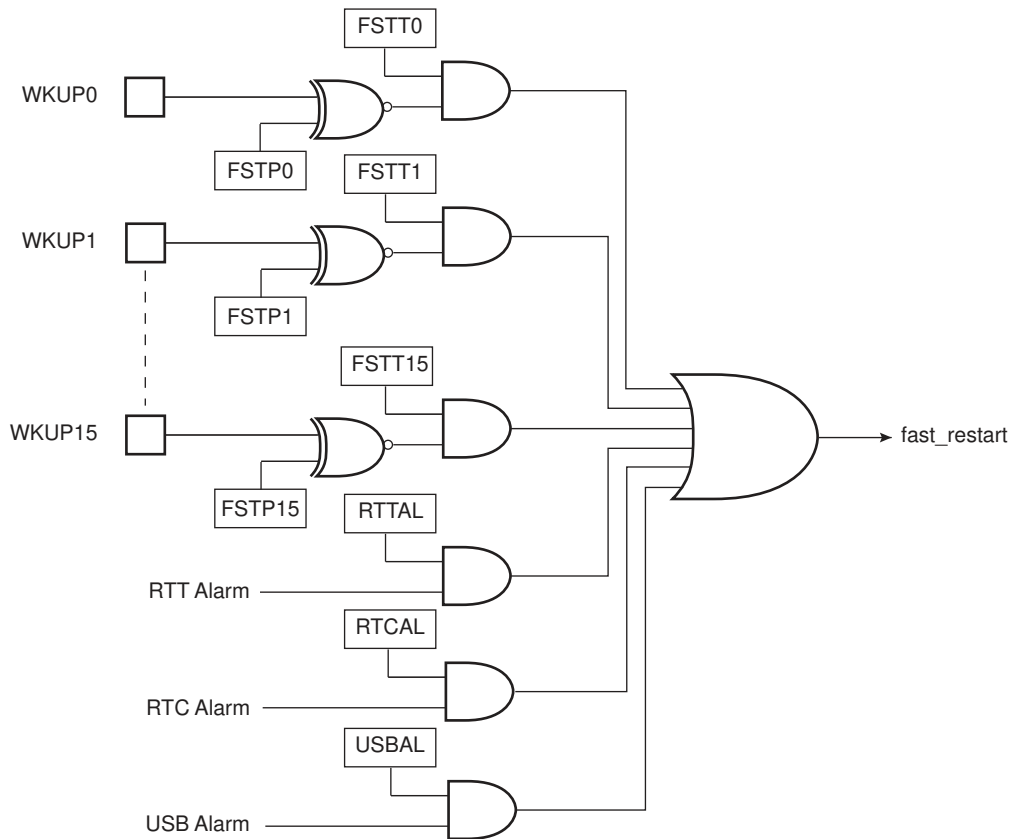 FSTT0
WKUP0
FSTP0
FSTT1
WKUP1
FSTP1
FSTT15
WKUP15
fast_restart
FSTP15
RTTAL
RTT Alarm
RTCAL
RTC Alarm
USBAL
USB Alarm